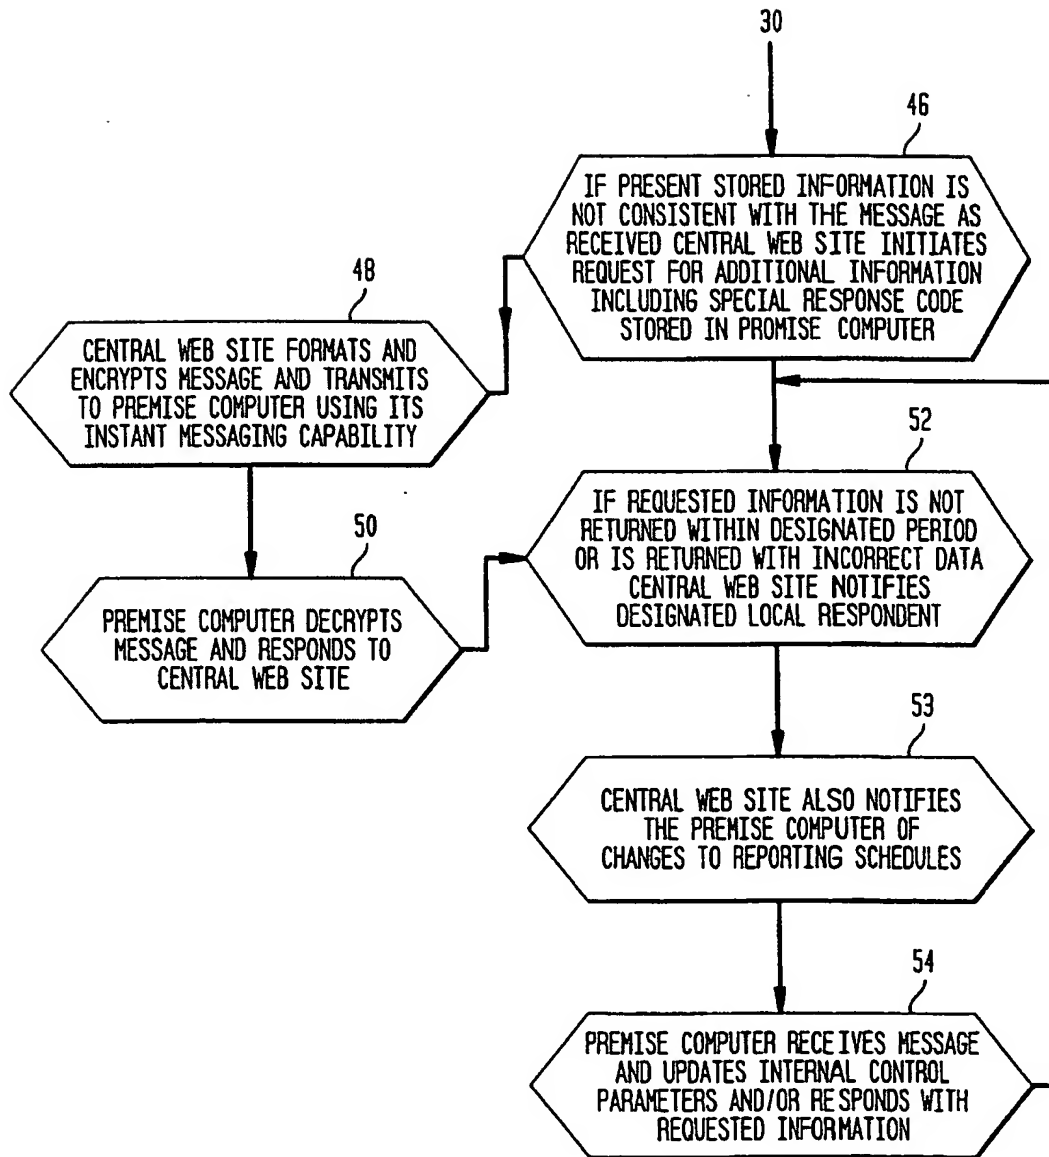 30
46
IF PRESENT STORED INFORMATION IS
NOT CONSISTENT WITH THE MESSAGE AS
RECEIVED CENTRAL WEB SITE INITIATES
REQUEST FOR ADDITIONAL INFORMATION
INCLUDING SPECIAL RESPONSE CODE
STORED IN PROMISE COMPUTER
48
CENTRAL WEB SITE FORMATS AND
ENCRYPTS MESSAGE AND TRANSMITS
TO PREMISE COMPUTER USING ITS
INSTANT MESSAGING CAPABILITY
50
PREMISE COMPUTER DECRYPTS
MESSAGE AND RESPONDS TO
CENTRAL WEB SITE
52
IF REQUESTED INFORMATION IS NOT
RETURNED WITHIN DESIGNATED PERIOD
OR IS RETURNED WITH INCORRECT DATA
CENTRAL WEB SITE NOTIFIES
DESIGNATED LOCAL RESPONDENT
53
CENTRAL WEB SITE ALSO NOTIFIES
THE PREMISE COMPUTER OF
CHANGES TO REPORTING SCHEDULES
54
PREMISE COMPUTER RECEIVES MESSAGE
AND UPDATES INTERNAL CONTROL
PARAMETERS AND/OR RESPONDS WITH
REQUESTED INFORMATION